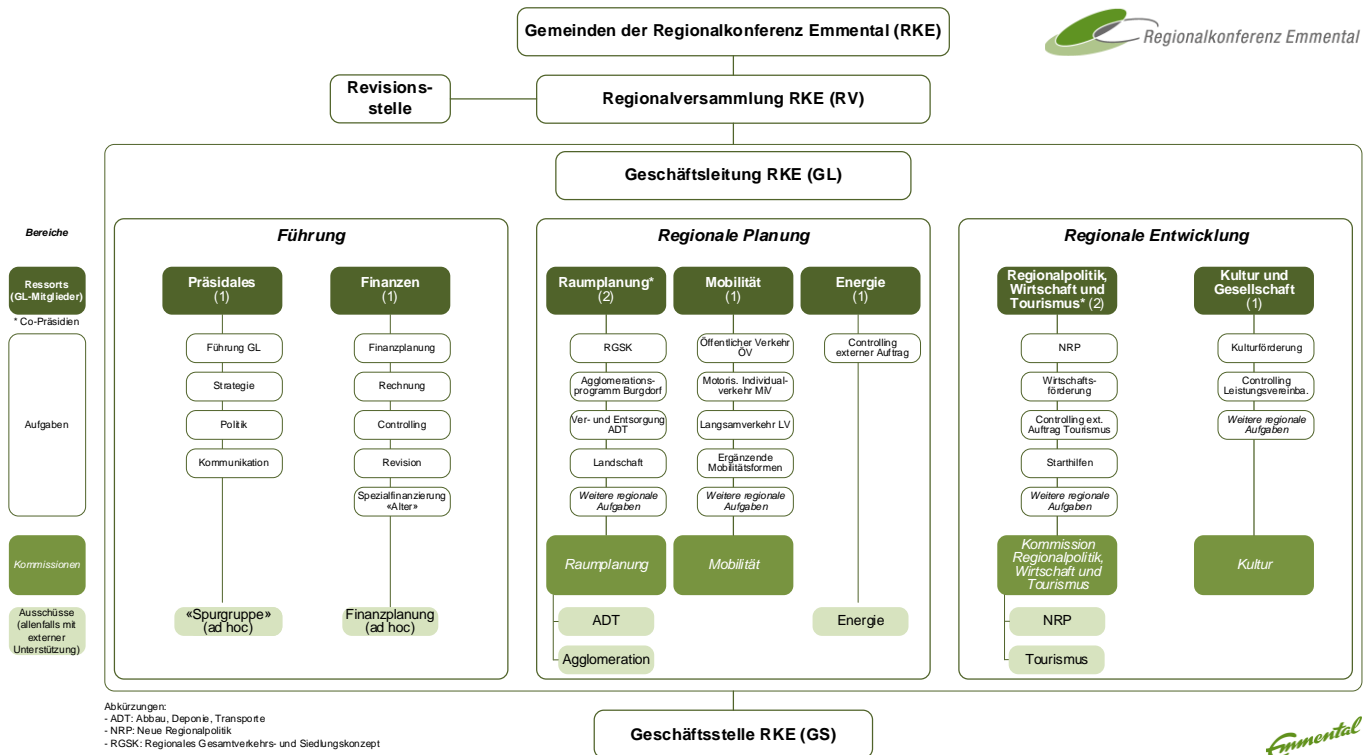 Gemeinden der Regionalkonferenz Emmental (RKE)
Regionalkonferenz Emmental
Revisions-
stelle
Regionalversammlung RKE (RV)
Geschäftsleitung RKE (GL)
Bereiche
Führung
Regionale Planung
Regionale Entwicklung
Ressorts
(GL-Mitglieder)
* Co-Präsidien
Präsidales
(1)
Finanzen
(1)
Raumplanung*
(2)
Mobilität
(1)
Energie
(1)
Regionalpolitik,
Wirtschaft und
Tourismus* (2)
Kultur und
Gesellschaft
(1)
Aufgaben
Führung GL
Strategie
Politik
Kommunikation
Finanzplanung
Rechnung
Controlling
Revision
Spezialfinanzierung
«Alter»
RGSK
Agglomerations-
programm Burgdorf
Ver- und Entsorgung
ADT
Landschaft
Weitere regionale
Aufgaben
Öffentlicher Verkehr
ÖV
Motoris. Individual-
verkehr MIV
Langsamverkehr LV
Ergänzende
Mobilitätsformen
Weitere regionale
Aufgaben
Controlling
externer Auftrag
NRP
Wirtschafts-
förderung
Controlling ext.
Auftrag Tourismus
Starthilfen
Weitere regionale
Aufgaben
Kulturförderung
Controlling
Leistungsvereinba.
Weitere regionale
Aufgaben
Kommissionen
Raumplanung
Mobilität
Kommission
Regionalpolitik,
Wirtschaft und
Tourismus
Kultur
Ausschüsse
(allenfalls mit
externer
Unterstützung)
«Spurgruppe»
(ad hoc)
Finanzplanung
(ad hoc)
ADT
Agglomeration
Energie
NRP
Tourismus
Abkürzungen:
- ADT: Abbau, Deponie, Transporte
- NRP: Neue Regionalpolitik
- RGSK: Regionales Gesamtverkehrs- und Siedlungskonzept
Geschäftsstelle RKE (GS)
Emmental